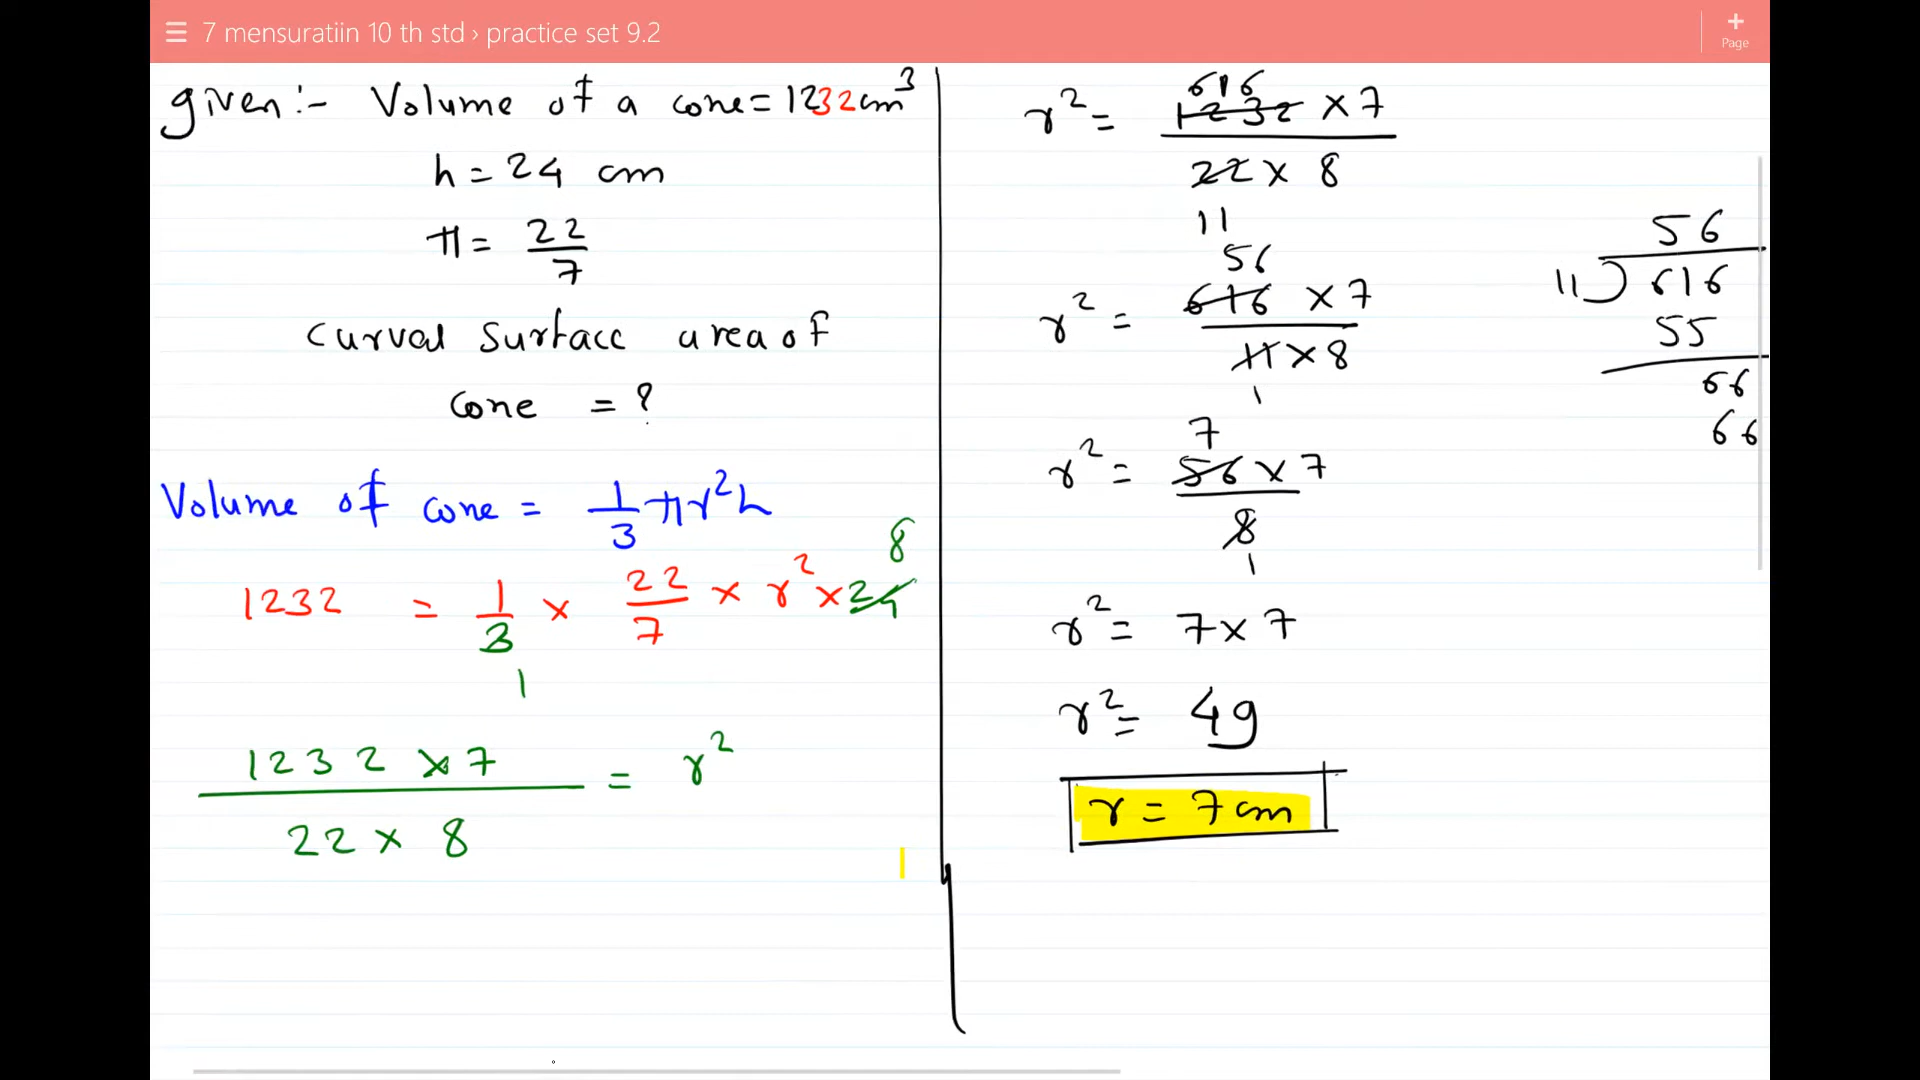 7 mensuratiin 10 th std › practice set 9.2
+
Page
given :- Volume of a cone = 1232cm³
h = 24 cm
π = 22/7
curval surface area of
cone = ?
Volume of cone = 1/3 πr²h
8
1232 = 1/3 × 22/7 × r² × 24
1
1232 × 7 / 22 × 8 = r²
616
r² = 1232 × 7 / 22 × 8
11
56
r² = 616 × 7 / 11 × 8
1
7
r² = 56 × 7 / 8
1
r² = 7 × 7
r² = 49
r = 7 cm
56
11 ) 616
55
66
66